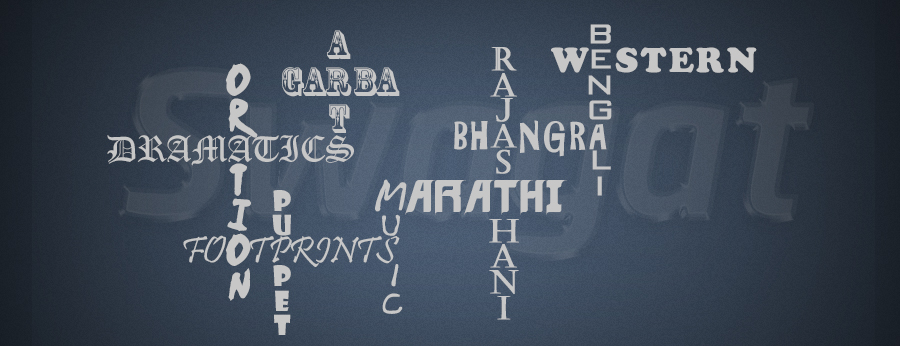 BENGALI
WESTERN
ARTS
GARBA
RAJASTHANI
ORATION
BHANGRA
DRAMATICS
Swagat
MARATHI
MUSIC
PUPPET
FOOTPRINTS